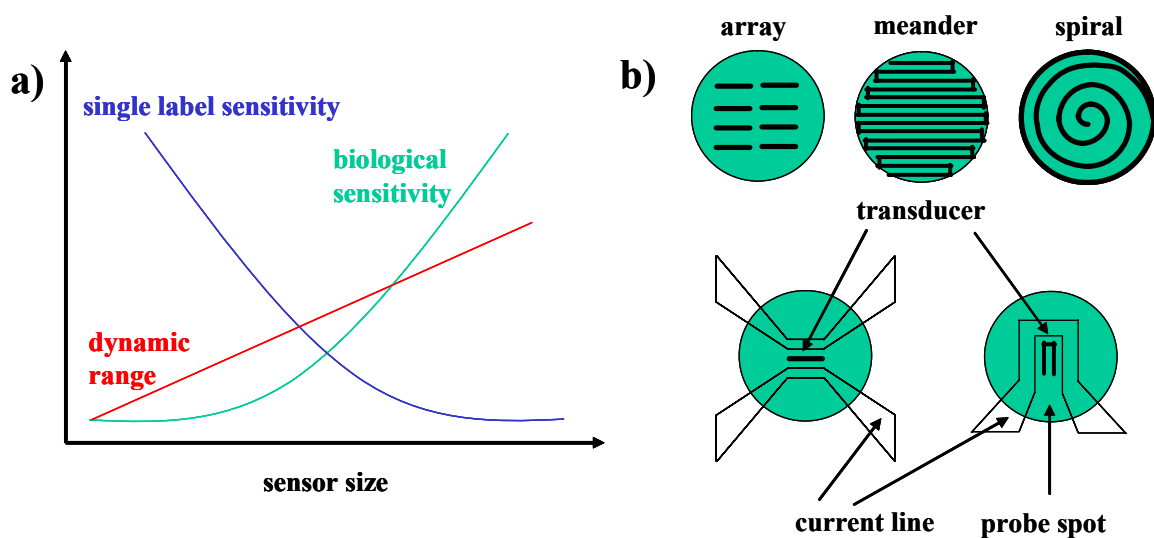 a)
single label sensitivity
biological
sensitivity
dynamic
range
sensor size
b)
array
meander
spiral
transducer
current line
probe spot